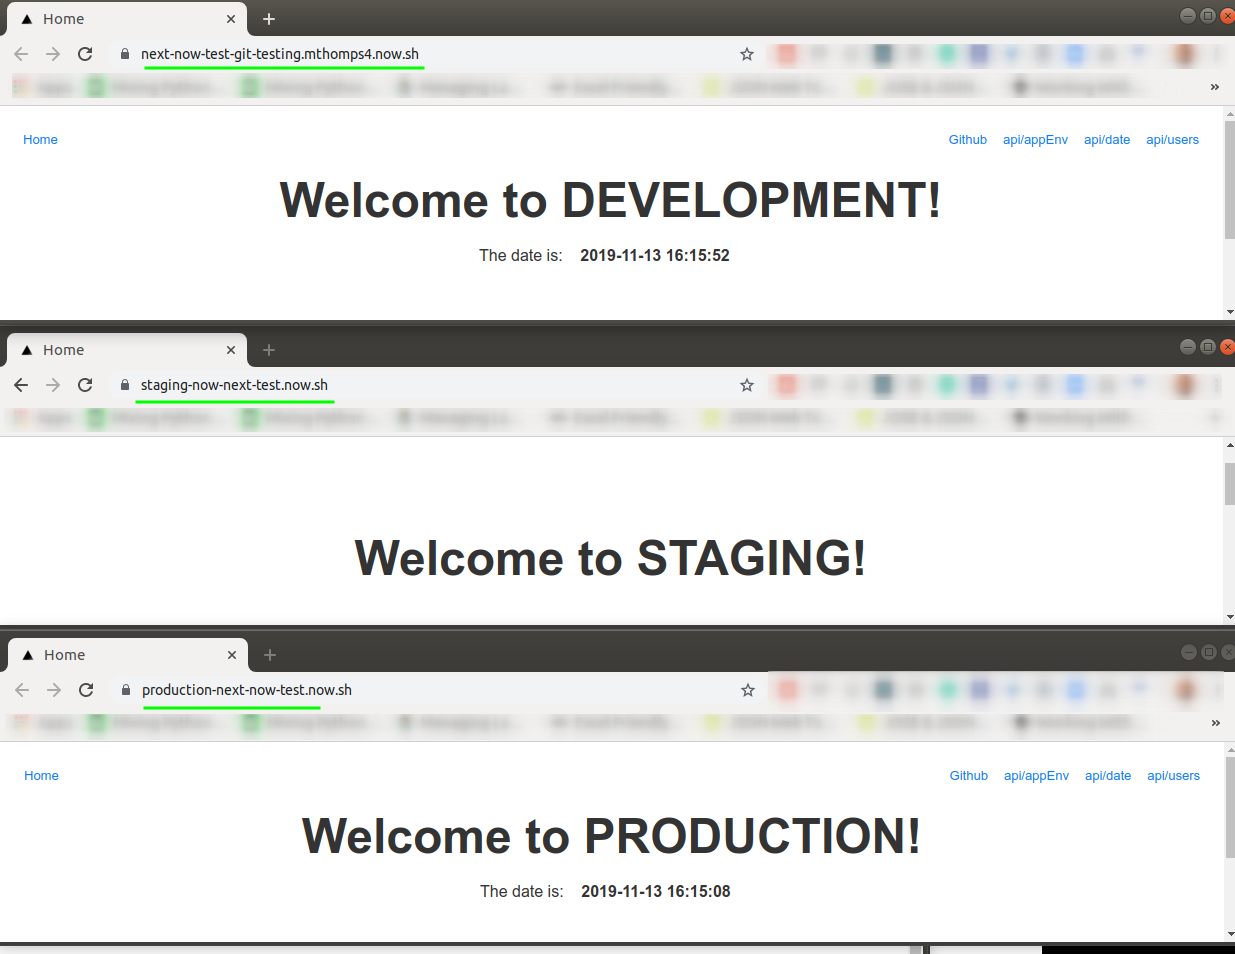 Home
next-now-test-git-testing.mthomps4.now.sh
Home Github api/appEnv api/date api/users
Welcome to DEVELOPMENT!
The date is: 2019-11-13 16:15:52
Home
staging-now-next-test.now.sh
Welcome to STAGING!
Home
production-next-now-test.now.sh
Home Github api/appEnv api/date api/users
Welcome to PRODUCTION!
The date is: 2019-11-13 16:15:08